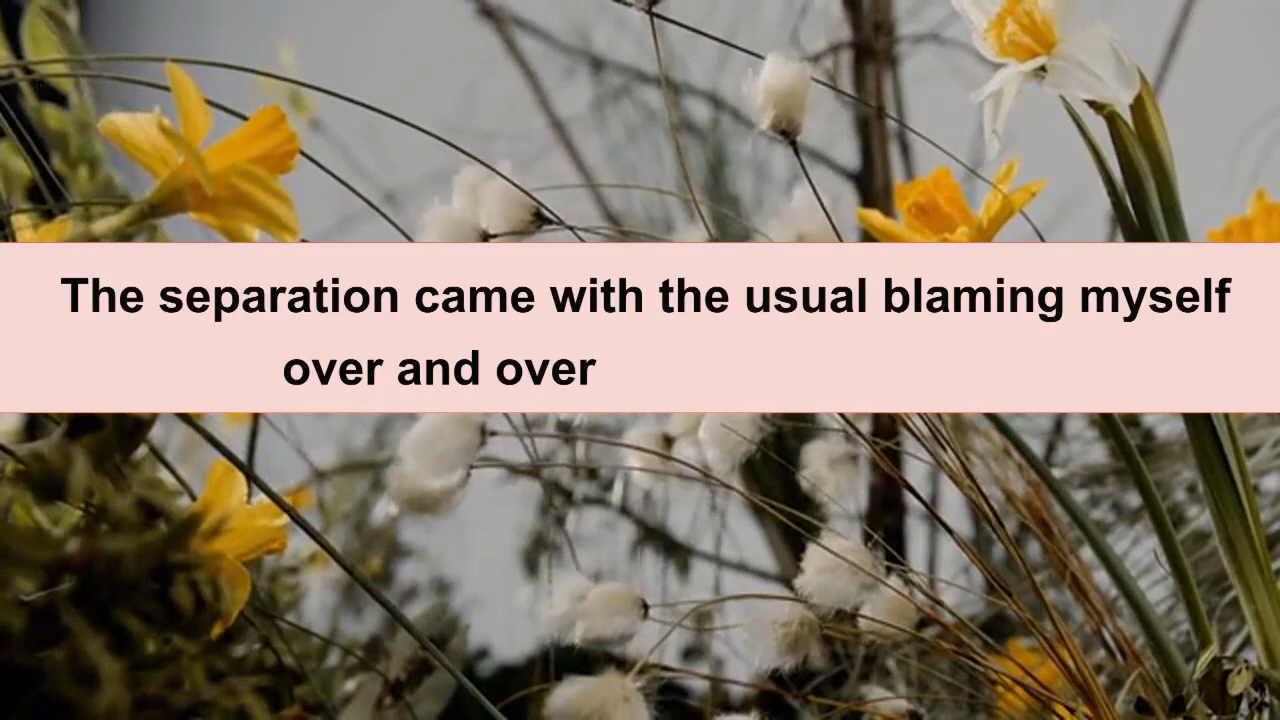 The separation came with the usual blaming myself
over and over